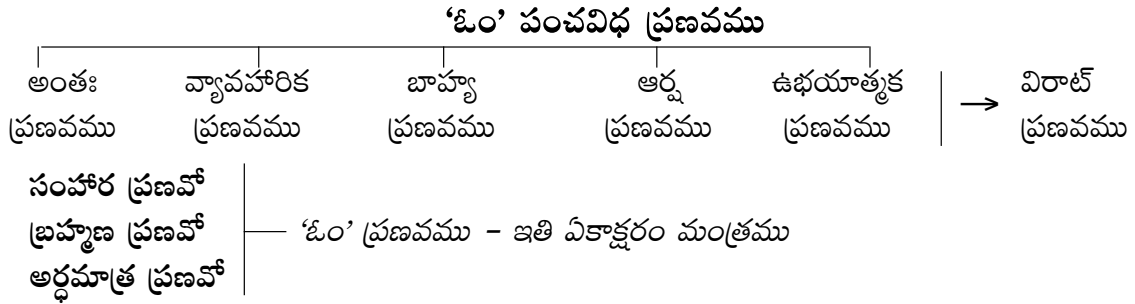 ‘ఓం’ పంచవిధ ప్రణవము
అంతః వ్యావహారిక బాహ్య ఆర్ష ఉభయాత్మక → విరాట్
ప్రణవము ప్రణవము ప్రణవము ప్రణవము ప్రణవము ప్రణవము
సంహార ప్రణవో
బ్రహ్మణ ప్రణవో ‘ఓం’ ప్రణవము – ఇతి ఏకాక్షరం మంత్రము
అర్ధమాత్ర ప్రణవో